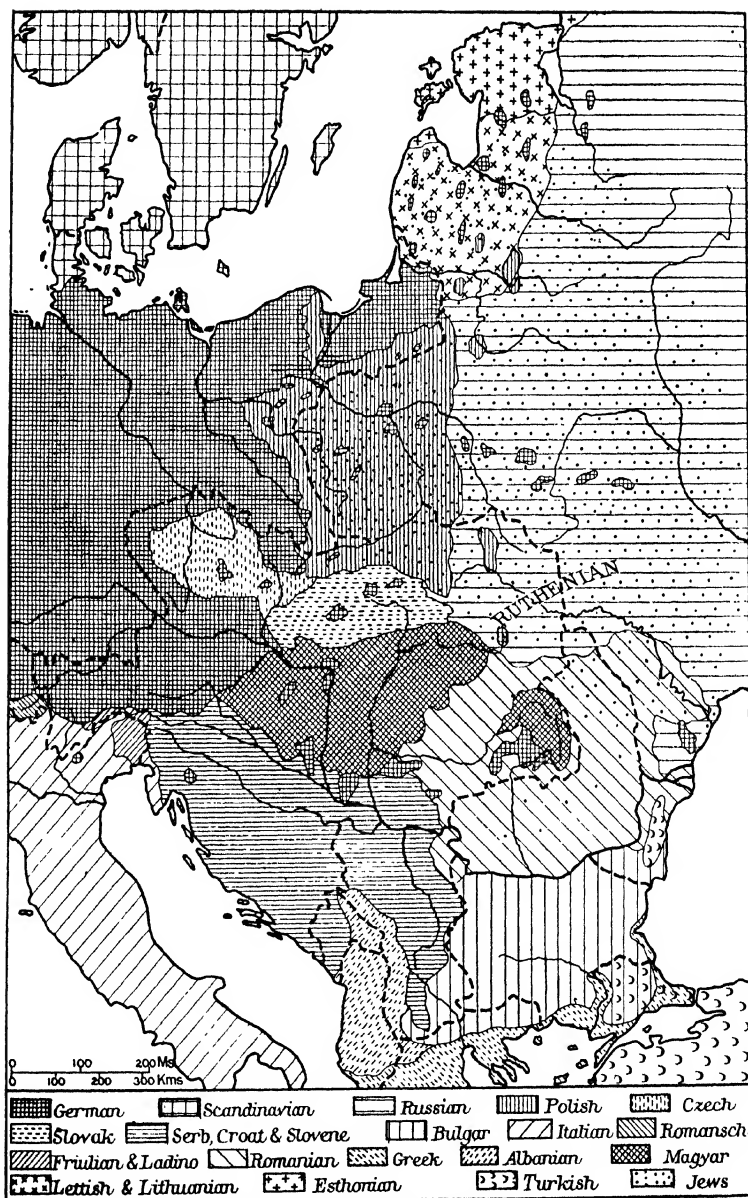 RUTHENIAN
100 200 Ms
0
0 100 200 300 Kms
German Scandinavian Russian Polish Czech
Slovak Serb, Croat & Slovene Bulgar Italian Romansch
Friulian & Ladino Romanian Greek Albanian Magyar
Lettish & Lithuanian Esthonian Turkish Jews